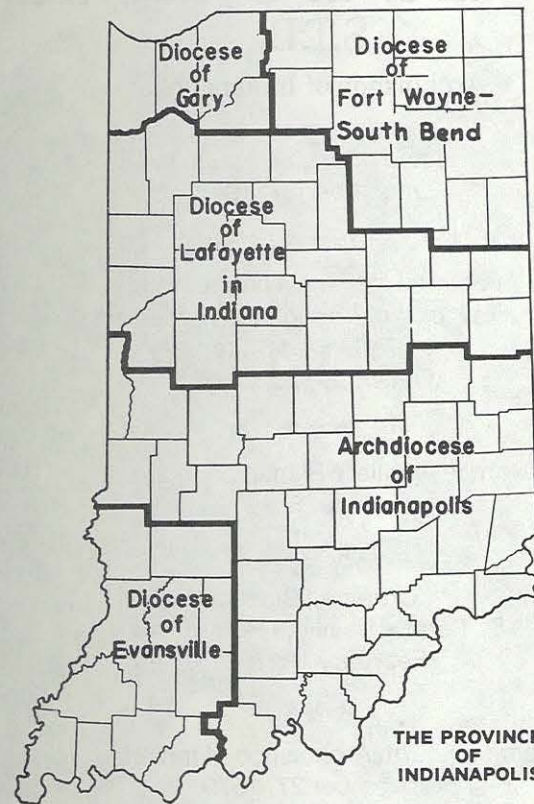 Diocese
of
Gary
Diocese
of
Fort Wayne-
South Bend
Diocese
of
Lafayette
in
Indiana
Archdiocese
of
Indianapolis
Diocese
of
Evansville
THE PROVINCE
OF
INDIANAPOLIS